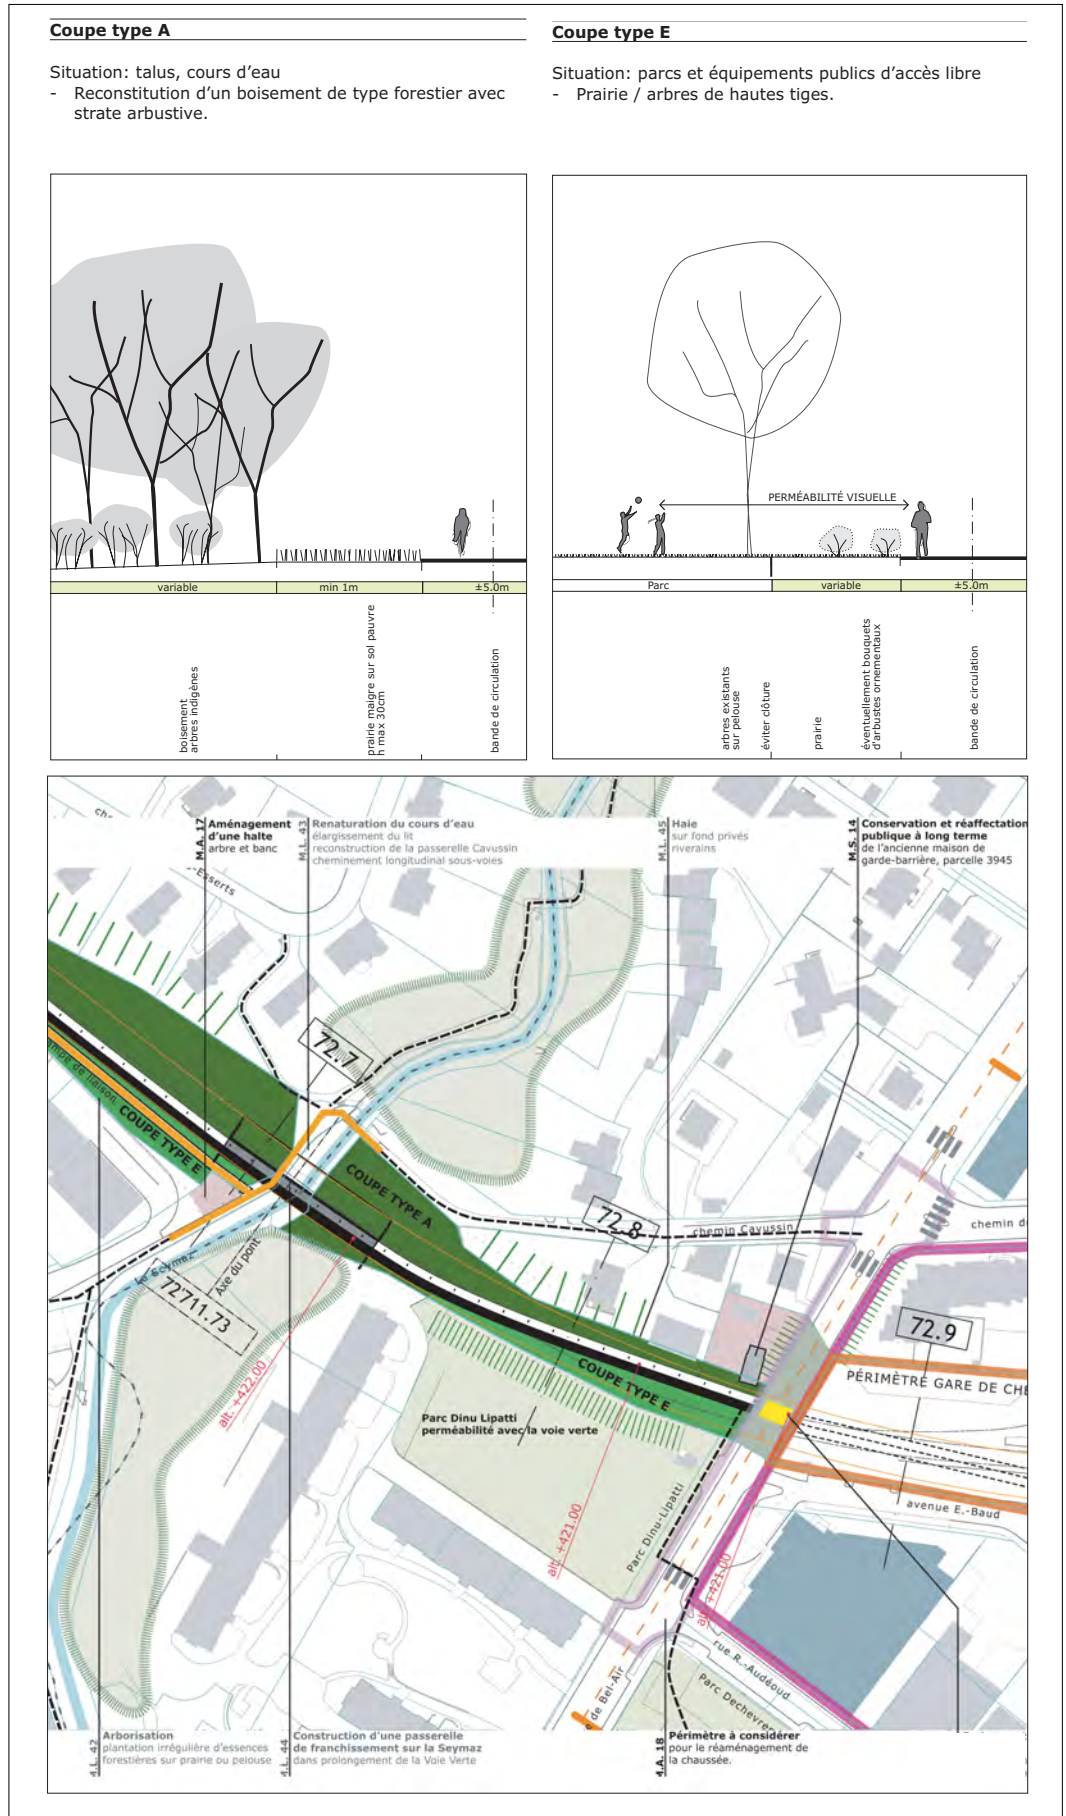 Coupe type A
Situation: talus, cours d'eau
- Reconstitution d'un boisement de type forestier avec
strate arbustive.
Coupe type E
Situation: parcs et équipements publics d'accès libre
- Prairie / arbres de hautes tiges.
variable
min 1m
±5.0m
boisement
arbres indigènes
prairie maigre sur sol pauvre
h max 30cm
bande de circulation
PERMÉABILITÉ VISUELLE
Parc
variable
±5.0m
arbres existants
sur pelouse
éviter clôture
prairie
éventuellement bouquets
d'arbustes ornementaux
bande de circulation
M.A. 17
Aménagement
d'une halte
arbre et banc
M.L. 43
Renaturation du cours d'eau
élargissement du lit
reconstruction de la passerelle Cavussin
cheminement longitudinal sous-voies
M.L. 45
Haie
sur fond privés
riverains
M.S. 14
Conservation et réaffectation
publique à long terme
de l'ancienne maison de
garde-barrière, parcelle 3945
-Esserts
72.7
COUPE TYPE E
COUPE TYPE A
72.8
chemin Cavussin
La Seymaz
Axe du pont
72711.73
72.9
alt. +422.00
PÉRIMÈTRE GARE DE CHE
COUPE TYPE E
Parc Dinu Lipatti
perméabilité avec la voie verte
avenue E.-Baud
Parc Dinu-Lipatti
alt. +421.00
alt. +421.00
rue R.-Audéoud
e de Bel-Air
Parc Dechevre
M.L. 42
Arborisation
plantation irrégulière d'essences
forestières sur prairie ou pelouse
M.L. 44
Construction d'une passerelle
de franchissement sur la Seymaz
dans prolongement de la Voie Verte
M.A. 18
Périmètre à considérer
pour le réaménagement de
la chaussée.